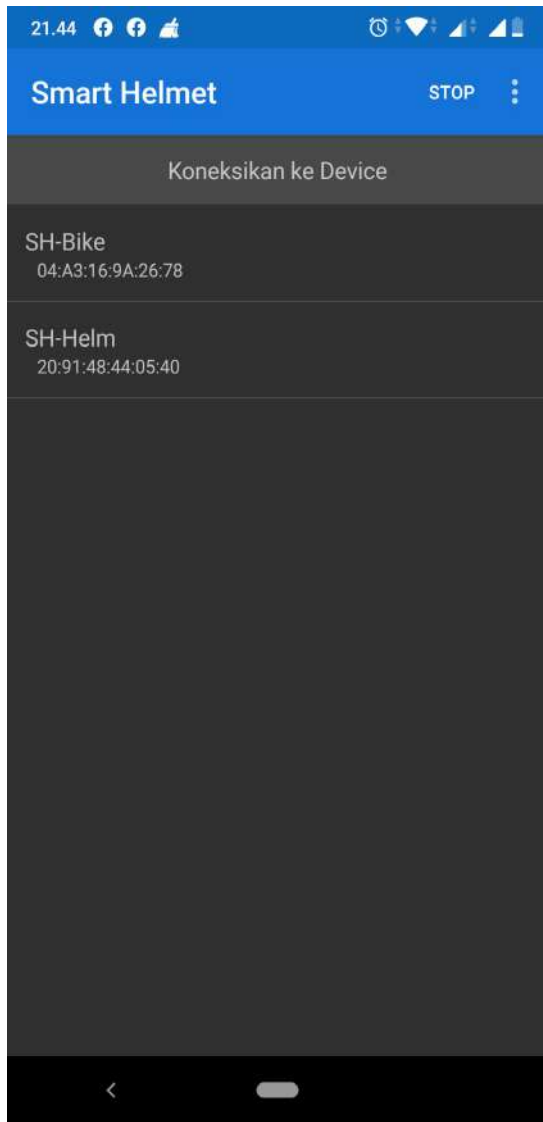 21.44
Smart Helmet STOP
Koneksikan ke Device
SH-Bike
04:A3:16:9A:26:78
SH-Helm
20:91:48:44:05:40